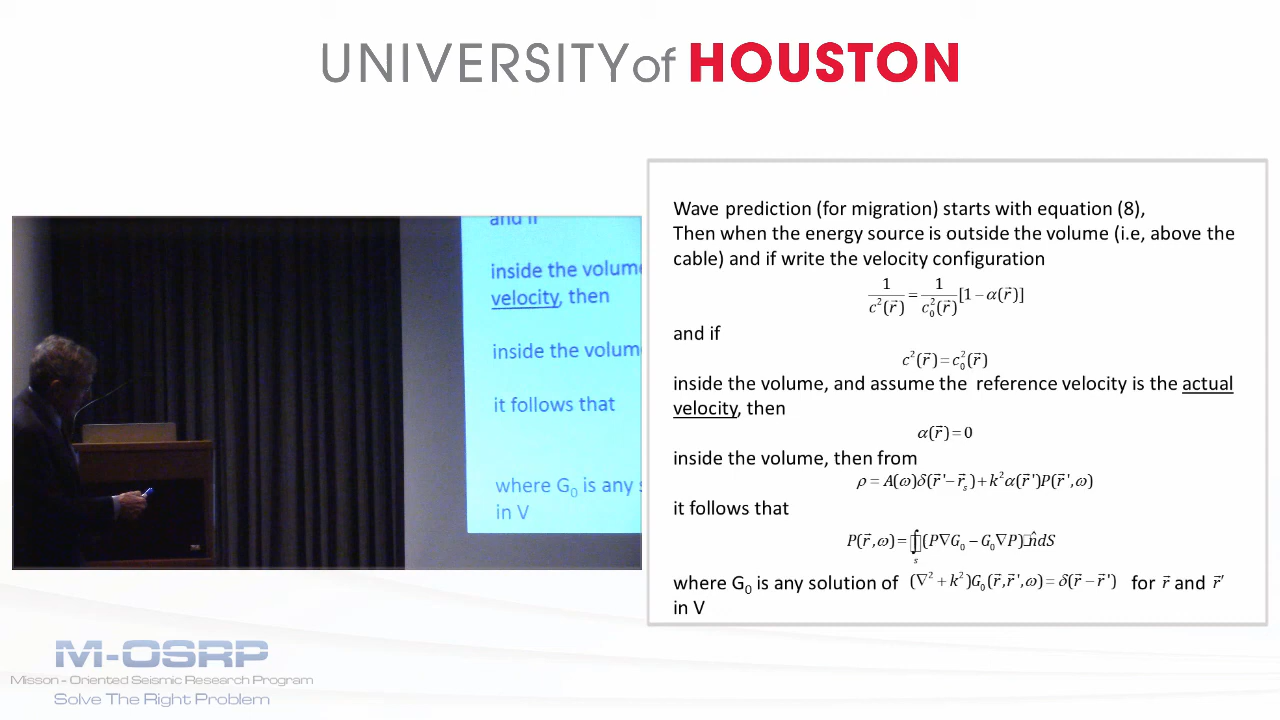 UNIVERSITY of HOUSTON
Wave prediction (for migration) starts with equation (8),
Then when the energy source is outside the volume (i.e, above the
cable) and if write the velocity configuration
1/c²(r⃗) = 1/c₀²(r⃗) [1 − α(r⃗)]
and if
c²(r⃗) = c₀²(r⃗)
inside the volume, and assume the reference velocity is the actual
velocity, then
α(r⃗) = 0
inside the volume, then from
ρ = A(ω)δ(r⃗' − r⃗ₛ) + k²α(r⃗')P(r⃗',ω)
it follows that
P(r⃗,ω) = ∯ₛ (P∇G₀ − G₀∇P)□n̂dS
where G₀ is any solution of (∇² + k²)G₀(r⃗,r⃗',ω) = δ(r⃗ − r⃗') for r⃗ and r⃗'
in V
and if
inside the volume
velocity, then
inside the volum
it follows that
where G₀ is any s
in V
M-OSRP
Misson - Oriented Seismic Research Program
Solve The Right Problem